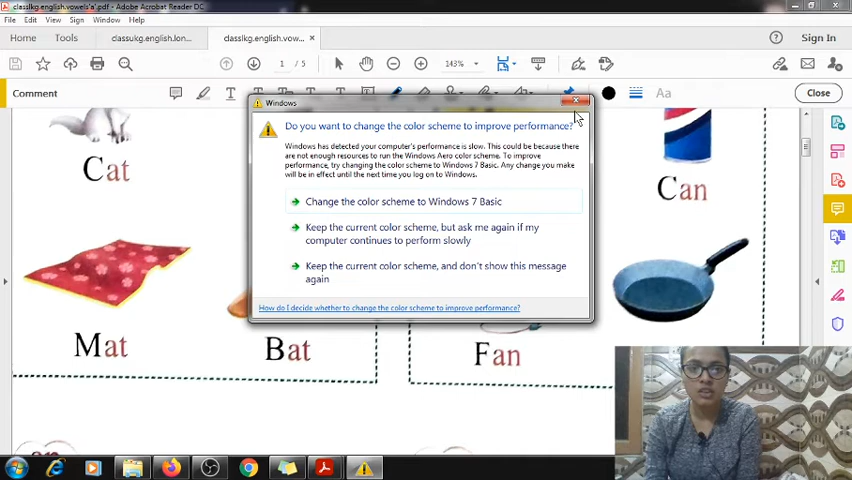 classlkg.english.vowels'a'.pdf - Adobe Acrobat Reader DC
File Edit View Sign Window Help
Home Tools classukg.english.lon... classlkg.english.vow... × Sign In
1 / 5 143%
Comment Aa Close
Windows
Do you want to change the color scheme to improve performance?
Windows has detected your computer's performance is slow. This could be because there
are not enough resources to run the Windows Aero color scheme. To improve
performance, try changing the color scheme to Windows 7 Basic. Any change you make
will be in effect until the next time you log on to Windows.
Change the color scheme to Windows 7 Basic
Keep the current color scheme, but ask me again if my
computer continues to perform slowly
Keep the current color scheme, and don't show this message
again
How do I decide whether to change the color scheme to improve performance?
Cat
Can
Mat
Bat
Fan